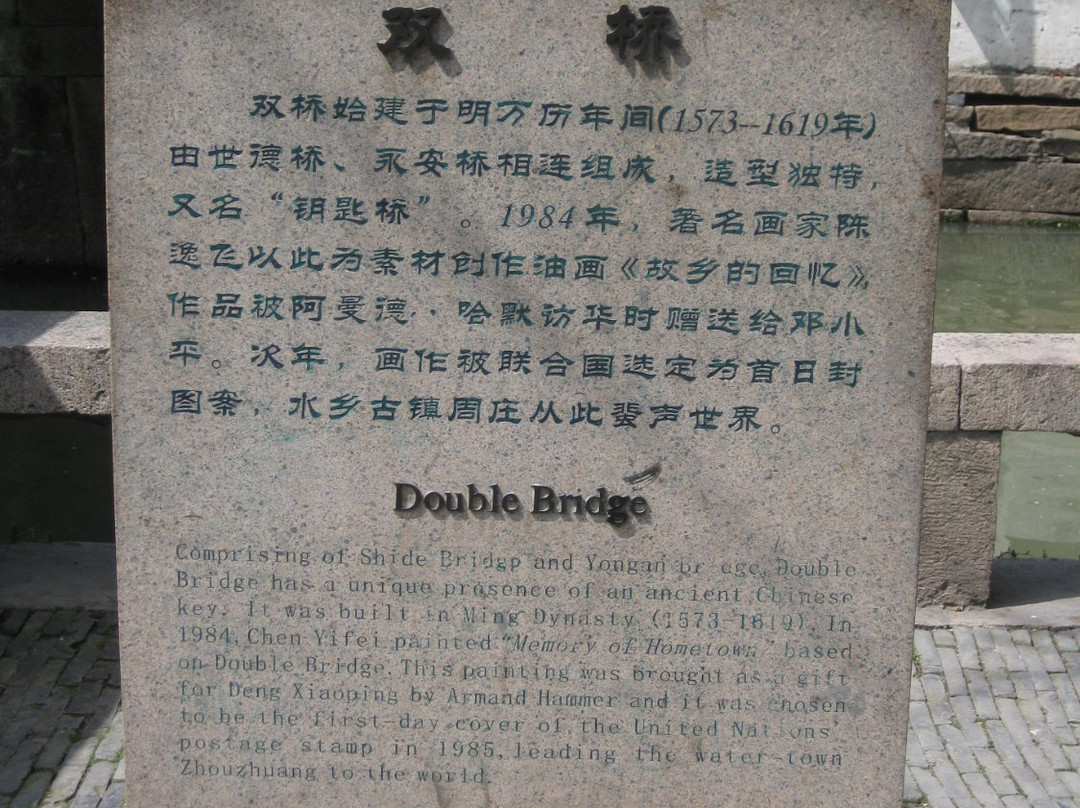 双桥
双桥始建于明万历年间(1573--1619年)
由世德桥、永安桥相连组成，造型独特，
又名“钥匙桥”。1984年，著名画家陈
逸飞以此为素材创作油画《故乡的回忆》，
作品被阿曼德··哈默访华时赠送给邓小
平。次年，画作被联合国选定为首日封
图案，水乡古镇周庄从此蜚声世界。
Double Bridge
Comprising of Shide Bridge and Yongan br dge, Double
Bridge has a unique presence of an ancient Chinese
key. It was built in Ming Dynasty (1573-1619). In
1984, Chen Yifei painted "Memory of Hometown" based
on Double Bridge. This painting was brought as a gift
for Deng Xiaoping by Armand Hammer and it was chosen
to be the first-day cover of the United Nations'
postage stamp in 1985, leading the water-town
Zhouzhuang to the world.